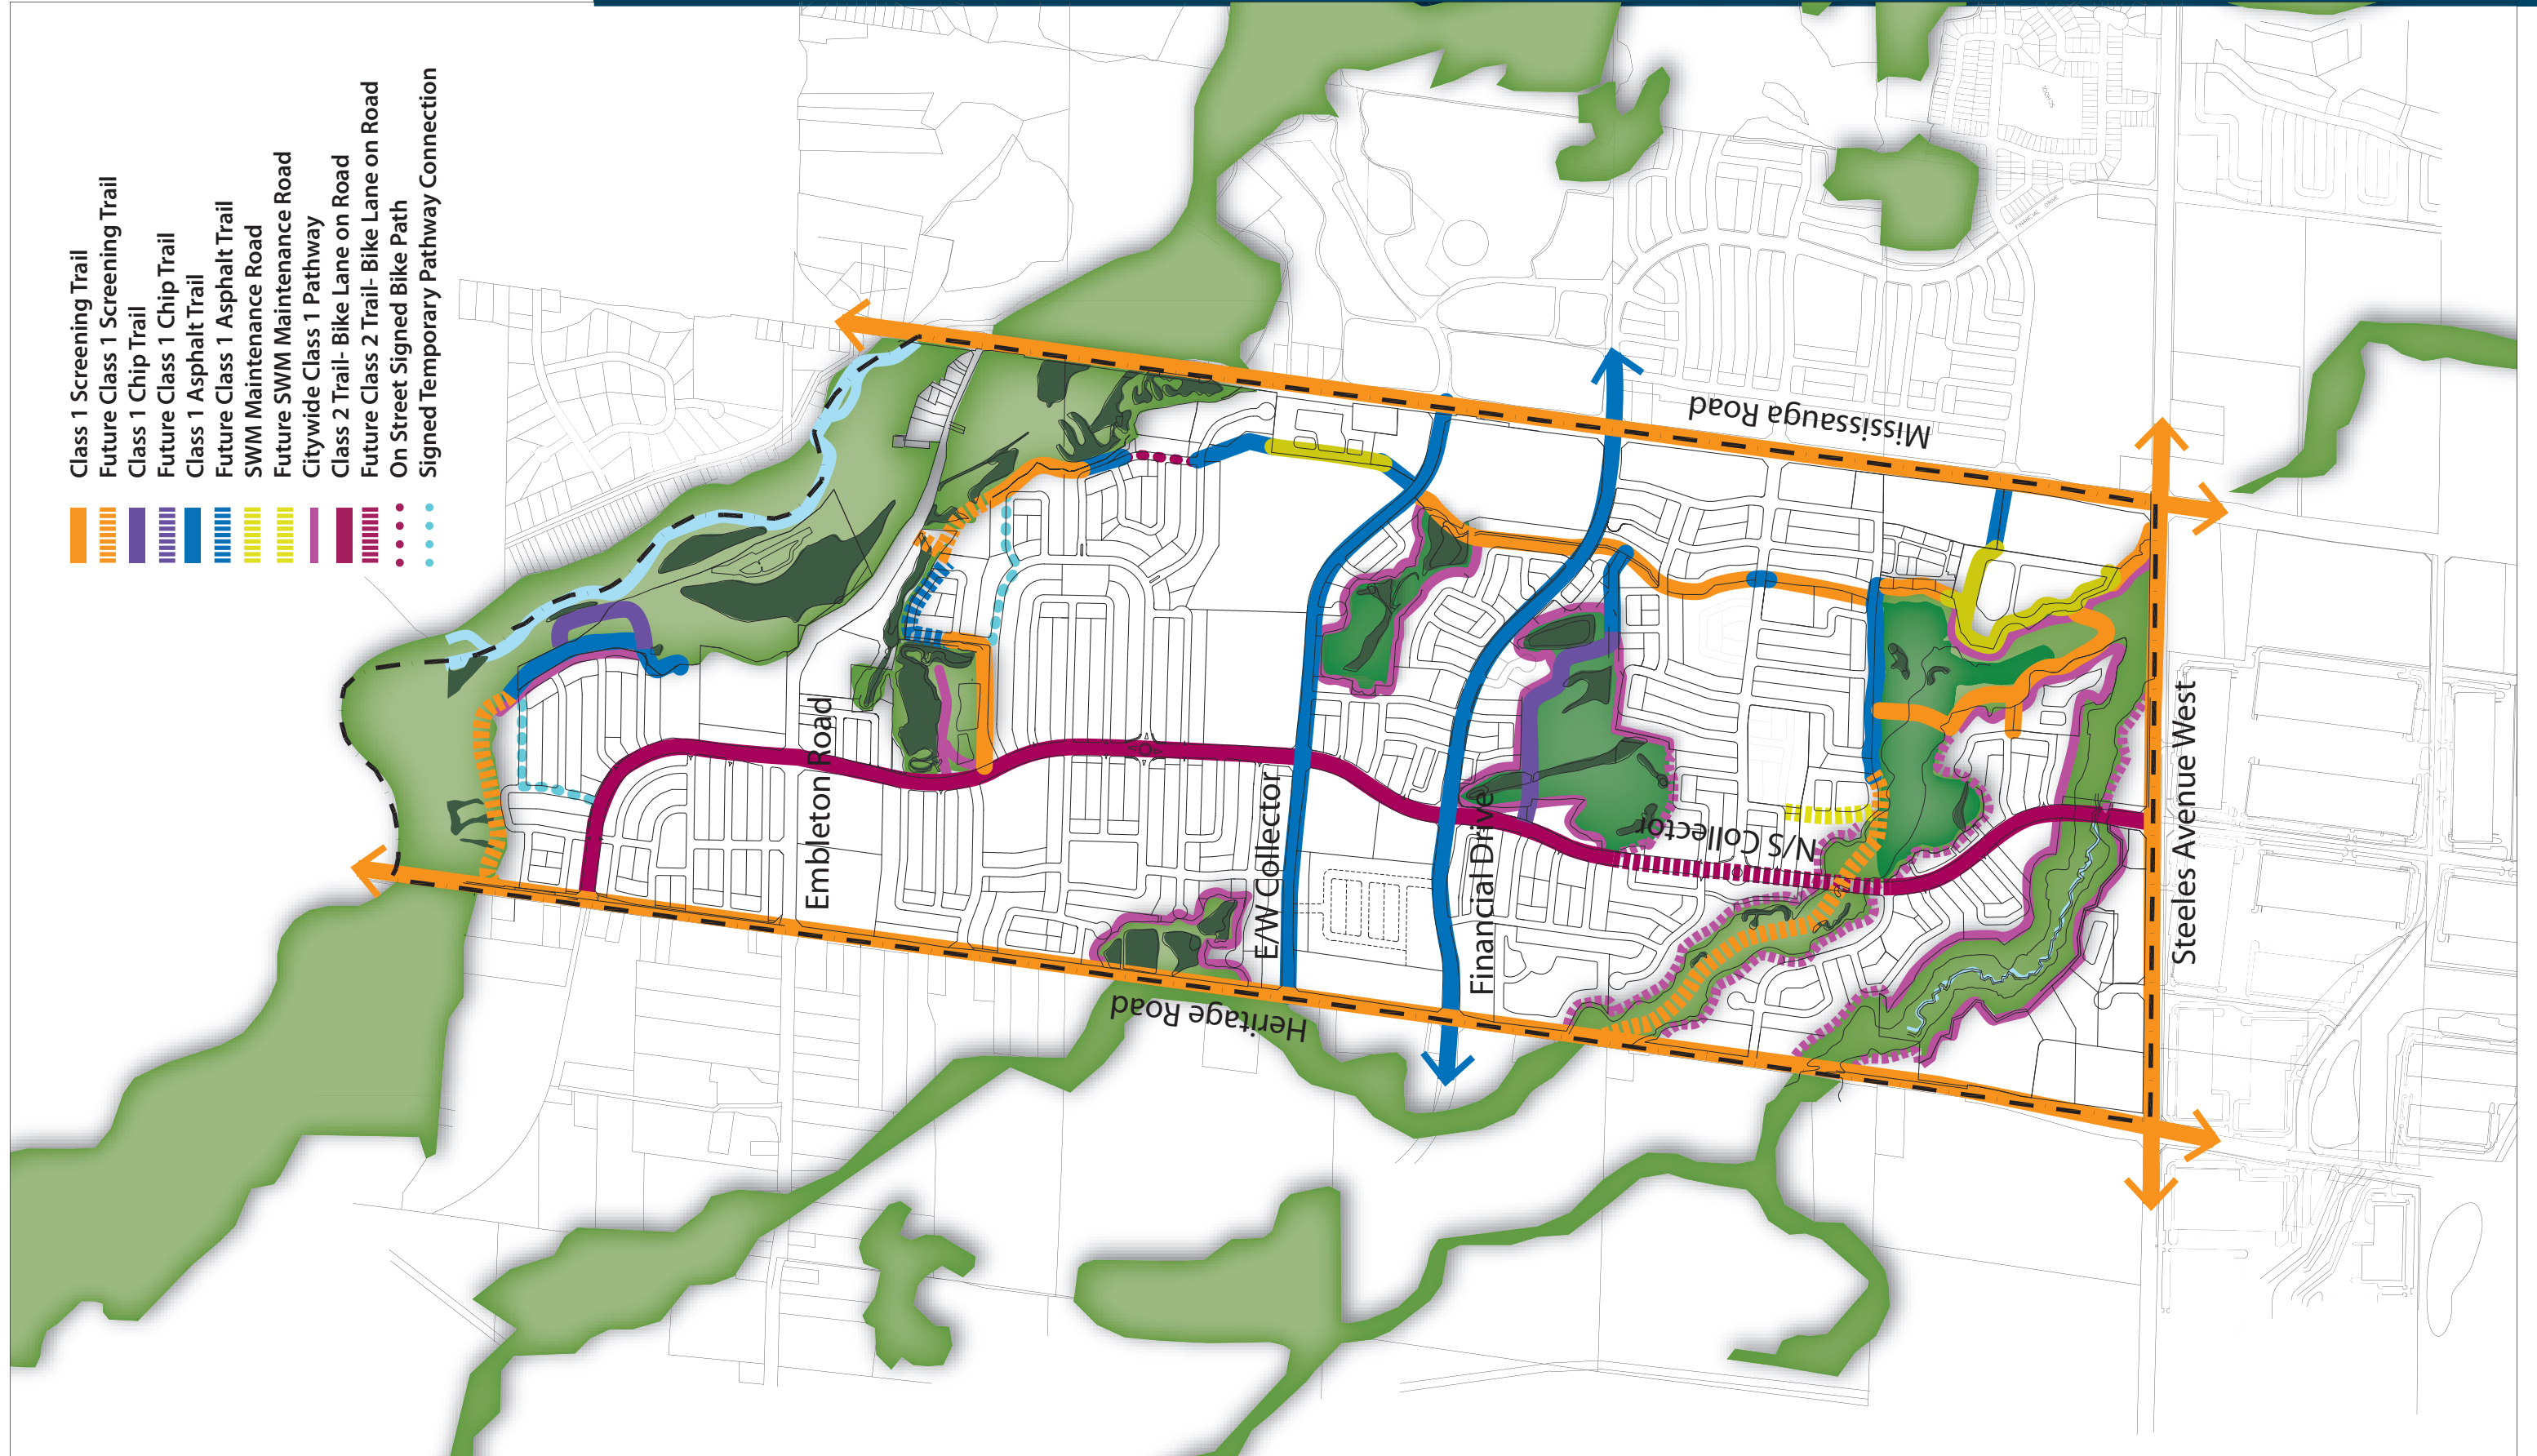 Class 1 Screening Trail
Future Class 1 Screening Trail
Class 1 Chip Trail
Future Class 1 Chip Trail
Class 1 Asphalt Trail
Future Class 1 Asphalt Trail
SWM Maintenance Road
Future SWM Maintenance Road
Citywide Class 1 Pathway
Class 2 Trail- Bike Lane on Road
Future Class 2 Trail- Bike Lane on Road
On Street Signed Bike Path
Signed Temporary Pathway Connection
SCHOOL
FINANCIAL DRIVE
Mississauga Road
Embleton Road
E/W Collector
Financial Drive
N/S Collector
Steeles Avenue West
Heritage Road